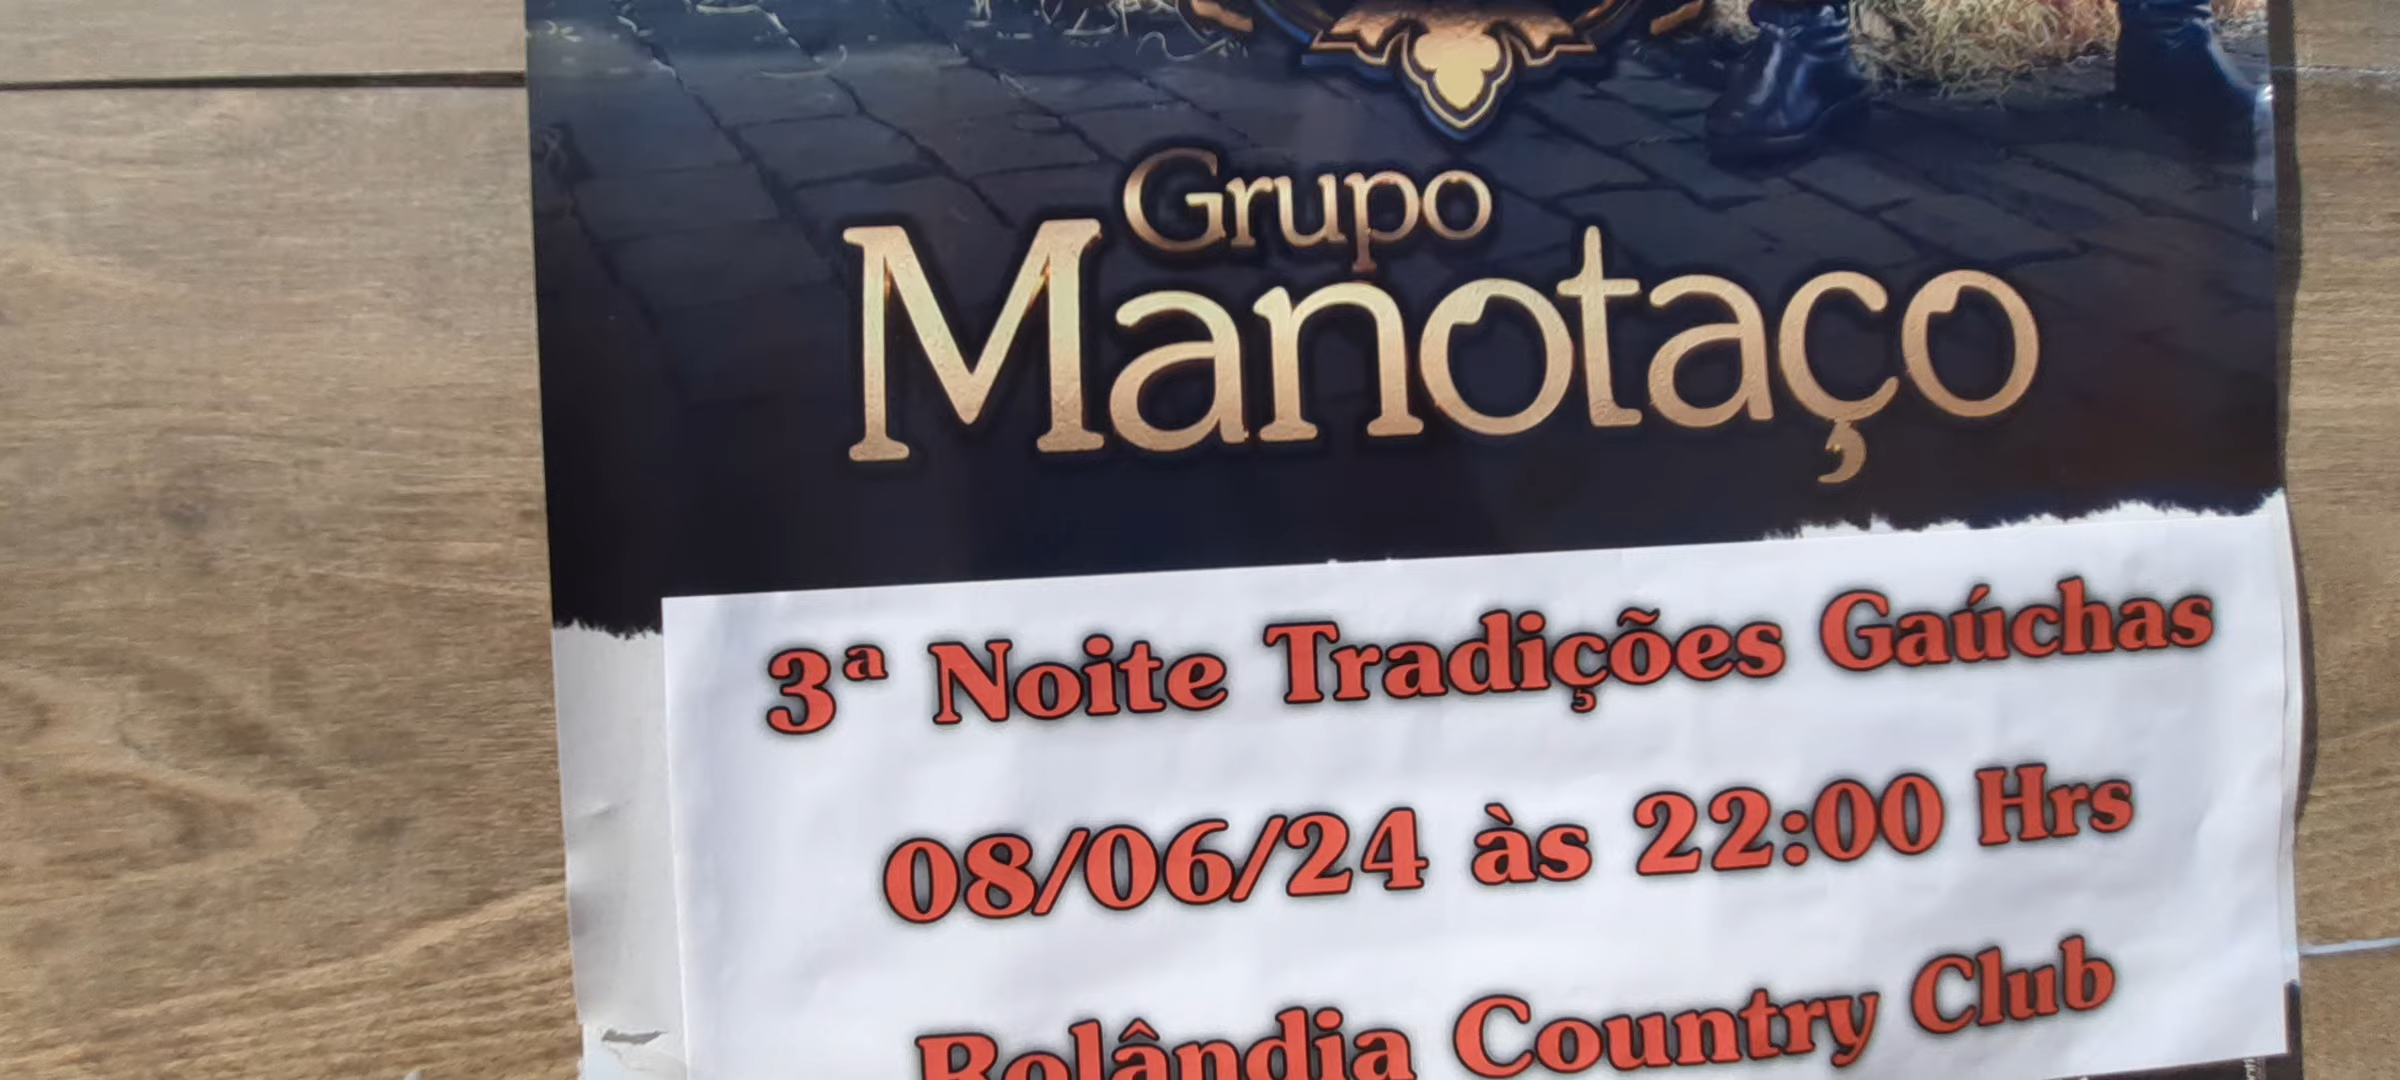 Grupo
Manotaço
3ª Noite Tradições Gaúchas
08/06/24 às 22:00 Hrs
Rolândia Country Club